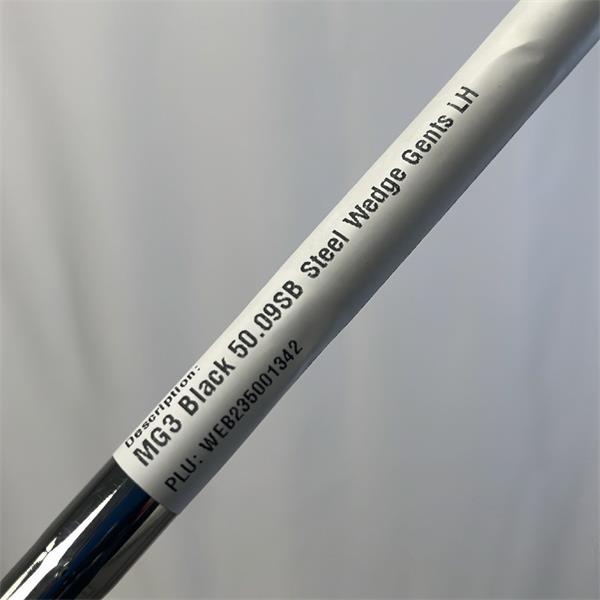 Description:
MG3 Black 50.09SB Steel Wedge Gents LH
PLU: WEB235001342